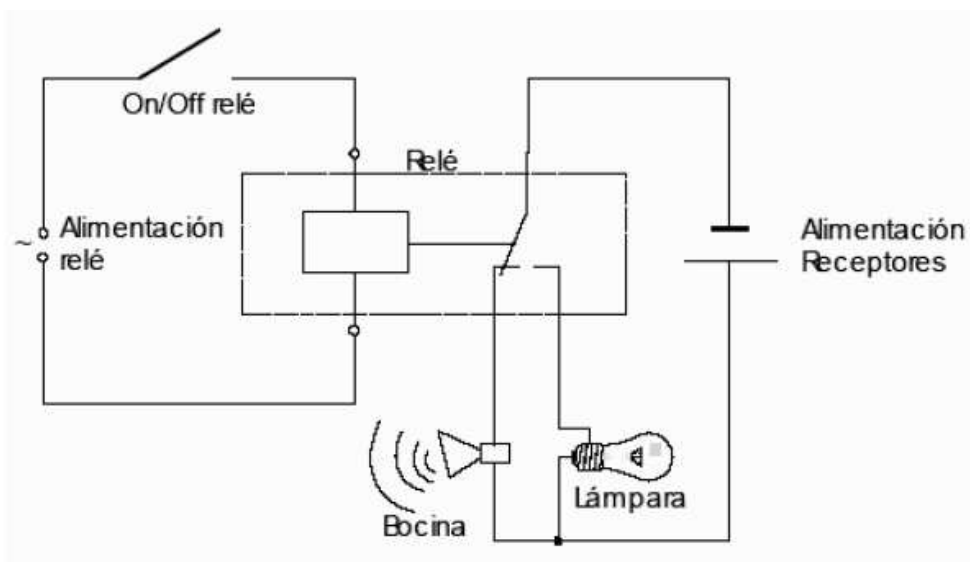 On/Off relé
Relé
~
Alimentación
relé
Alimentación
Receptores
Lámpara
Bocina